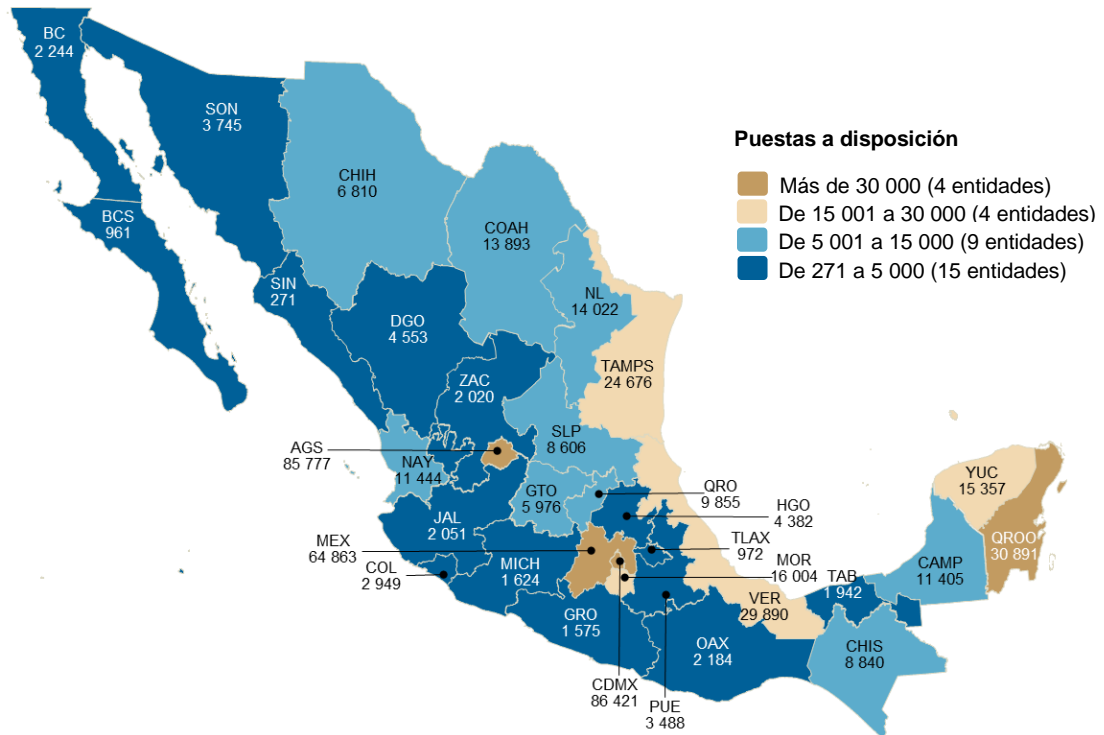 BC
2 244
SON
3 745
CHIH
6 810
BCS
961
COAH
13 893
SIN
271
NL
14 022
DGO
4 553
TAMPS
24 676
ZAC
2 020
AGS
85 777
NAY
11 444
SLP
8 606
GTO
5 976
QRO
9 855
HGO
4 382
JAL
2 051
MEX
64 863
TLAX
972
COL
2 949
MICH
1 624
MOR
16 004
GRO
1 575
VER
29 890
TAB
1 942
CAMP
11 405
YUC
15 357
QROO
30 891
OAX
2 184
CHIS
8 840
CDMX
86 421
PUE
3 488
Puestas a disposición
Más de 30 000 (4 entidades)
De 15 001 a 30 000 (4 entidades)
De 5 001 a 15 000 (9 entidades)
De 271 a 5 000 (15 entidades)